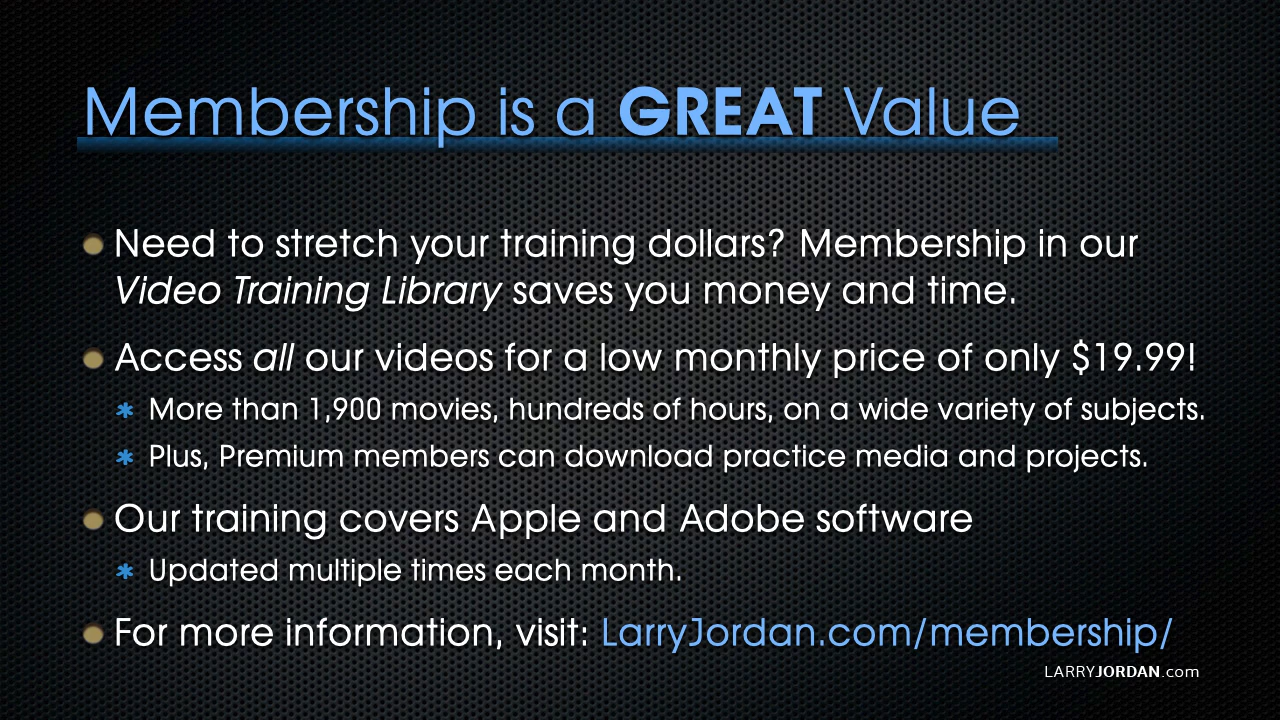 Membership is a GREAT Value
Need to stretch your training dollars? Membership in our
Video Training Library saves you money and time.
Access all our videos for a low monthly price of only $19.99!
More than 1,900 movies, hundreds of hours, on a wide variety of subjects.
Plus, Premium members can download practice media and projects.
Our training covers Apple and Adobe software
Updated multiple times each month.
For more information, visit: LarryJordan.com/membership/
LARRYJORDAN.com